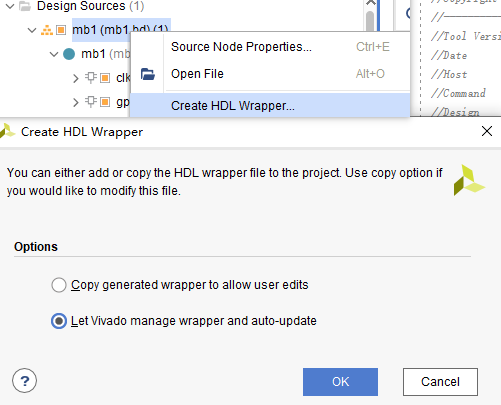 Design Sources (1)
mb1 (mb1.bd) (1)
mb1
clk
gp
Source Node Properties... Ctrl+E
Open File Alt+O
Create HDL Wrapper...
//Tool Versi
//Date
//Host
//Command
//Design
Create HDL Wrapper
You can either add or copy the HDL wrapper file to the project. Use copy option if
you would like to modify this file.
Options
Copy generated wrapper to allow user edits
Let Vivado manage wrapper and auto-update
?
OK
Cancel